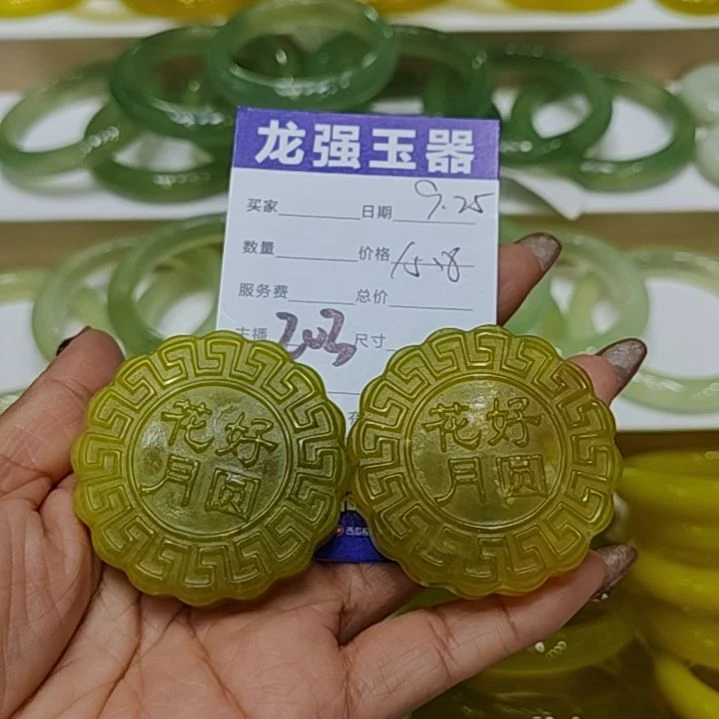 龙强玉器
买家 日期 9.25
数量 价格
服务费 总价
主播 203 尺寸
花好
月圆
花好
月圆